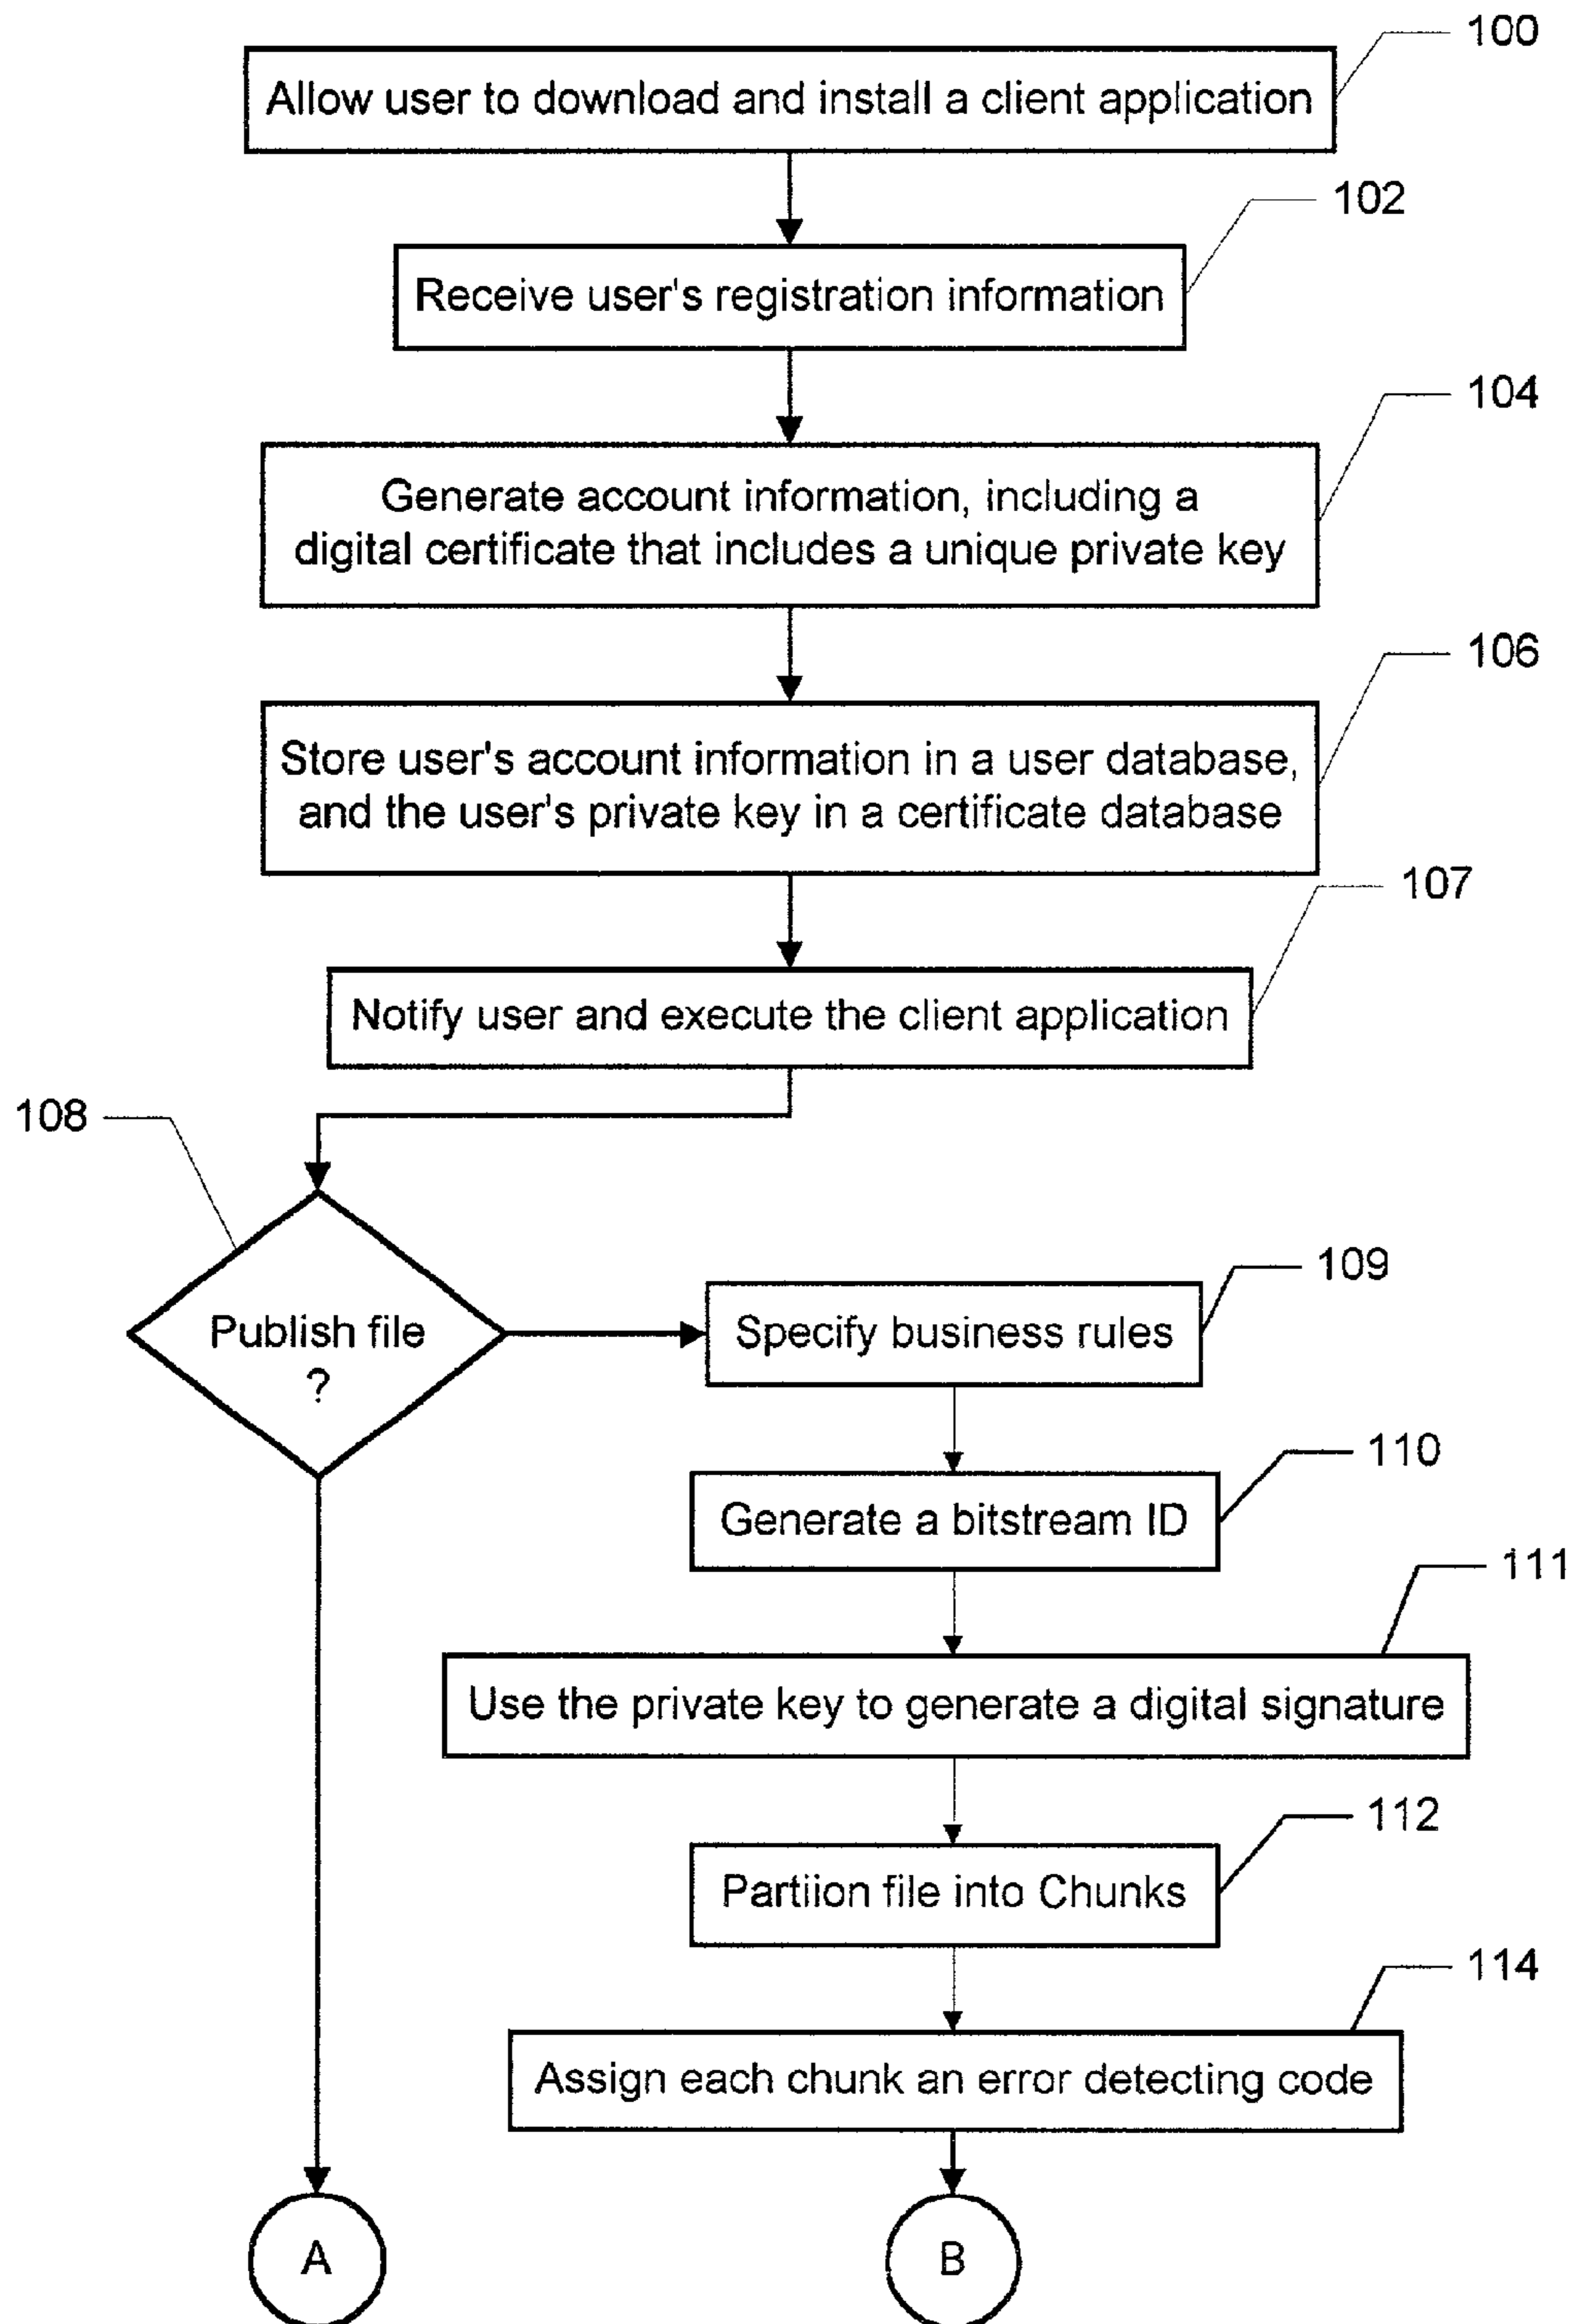 100
Allow user to download and install a client application
102
Receive user's registration information
104
Generate account information, including a
digital certificate that includes a unique private key
106
Store user's account information in a user database,
and the user's private key in a certificate database
107
Notify user and execute the client application
108
Publish file
?
109
Specify business rules
110
Generate a bitstream ID
111
Use the private key to generate a digital signature
112
Partiion file into Chunks
114
Assign each chunk an error detecting code
A
B